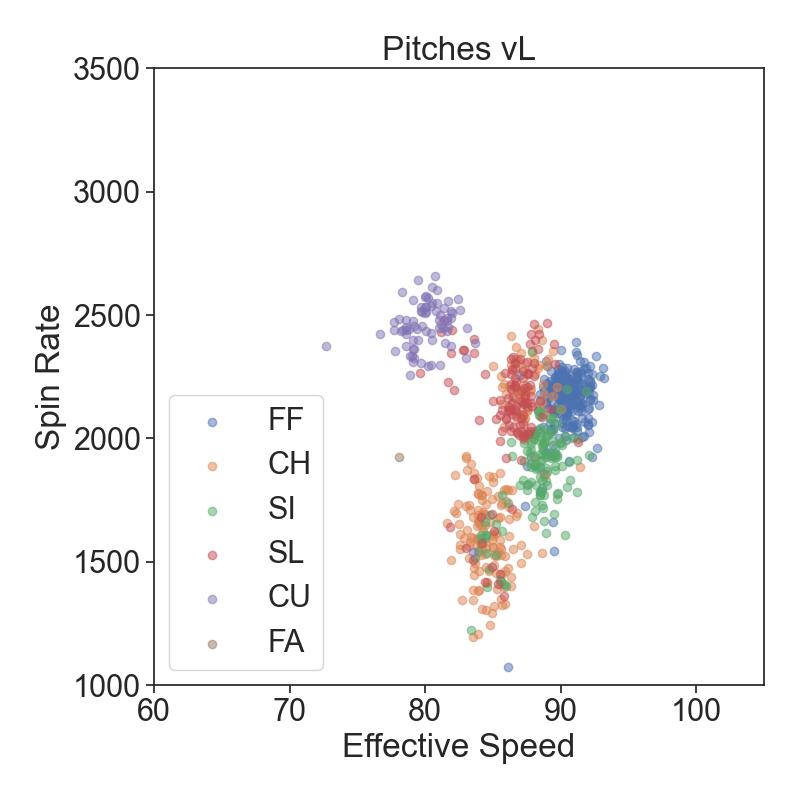 Pitches vL
3500
3000
2500
2000
1500
1000
Spin Rate
FF
CH
SI
SL
CU
FA
60 70 80 90 100
Effective Speed